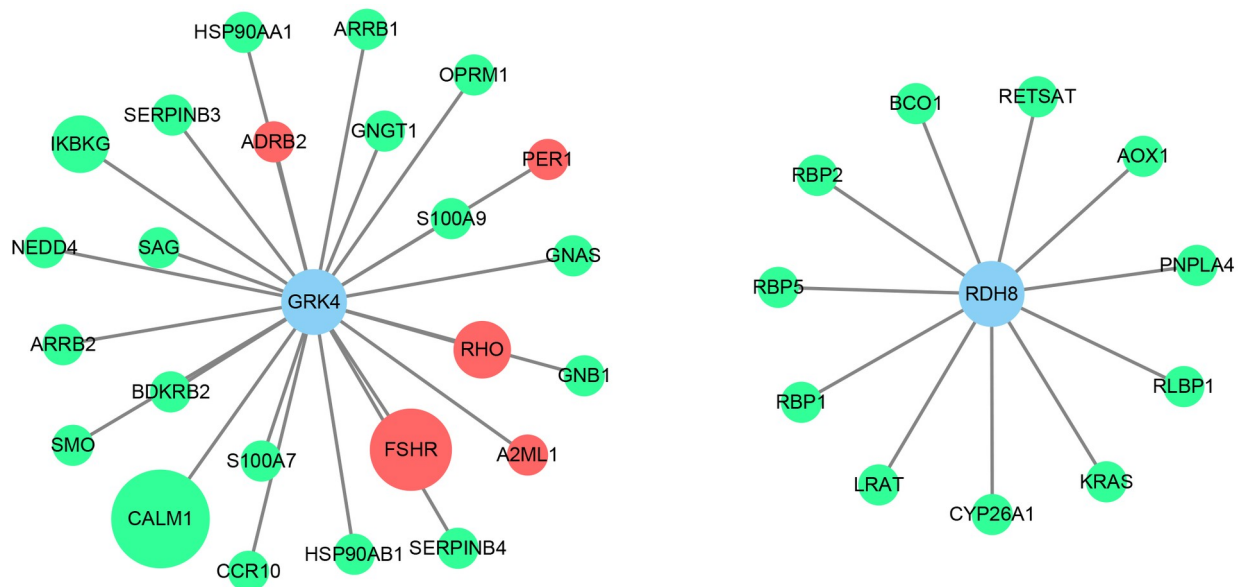 HSP90AA1
ARRB1
OPRM1
SERPINB3
ADRB2
GNGT1
IKBKG
PER1
S100A9
NEDD4
SAG
GNAS
GRK4
ARRB2
RHO
GNB1
BDKRB2
SMO
FSHR
A2ML1
S100A7
CALM1
HSP90AB1
SERPINB4
CCR10
BCO1
RETSAT
AOX1
RBP2
PNPLA4
RBP5
RDH8
RLBP1
RBP1
LRAT
KRAS
CYP26A1